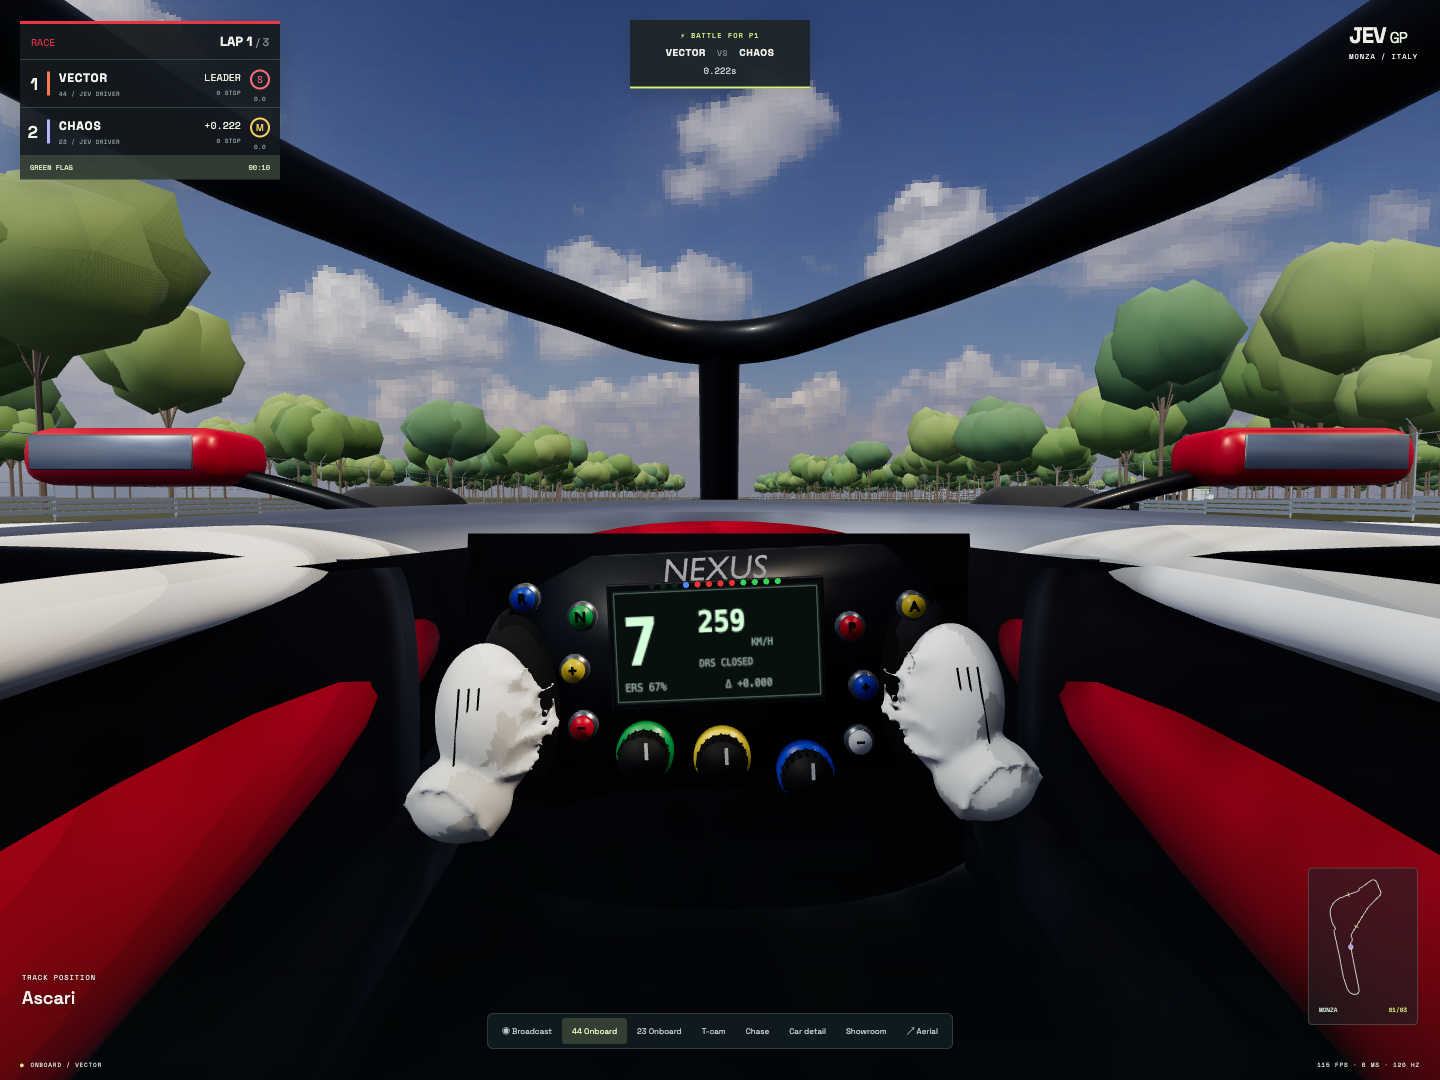 RACE
LAP 1 / 3
1 VECTOR LEADER S
44 / JEV DRIVER 0 STOP 0.0
2 CHAOS +0.222 M
23 / JEV DRIVER 0 STOP 0.0
GREEN FLAG 00:10
⚡ BATTLE FOR P1
VECTOR VS CHAOS
0.222s
JEV GP
MONZA / ITALY
NEXUS
R
N
+
-
7
259
KM/H
DRS CLOSED
ERS 67%
Δ +0.000
A
P
+
-
TRACK POSITION
Ascari
ONBOARD / VECTOR
Broadcast 44 Onboard 23 Onboard T-cam Chase Car detail Showroom Aerial
MONZA 01/03
115 FPS · 6 MS · 120 HZ